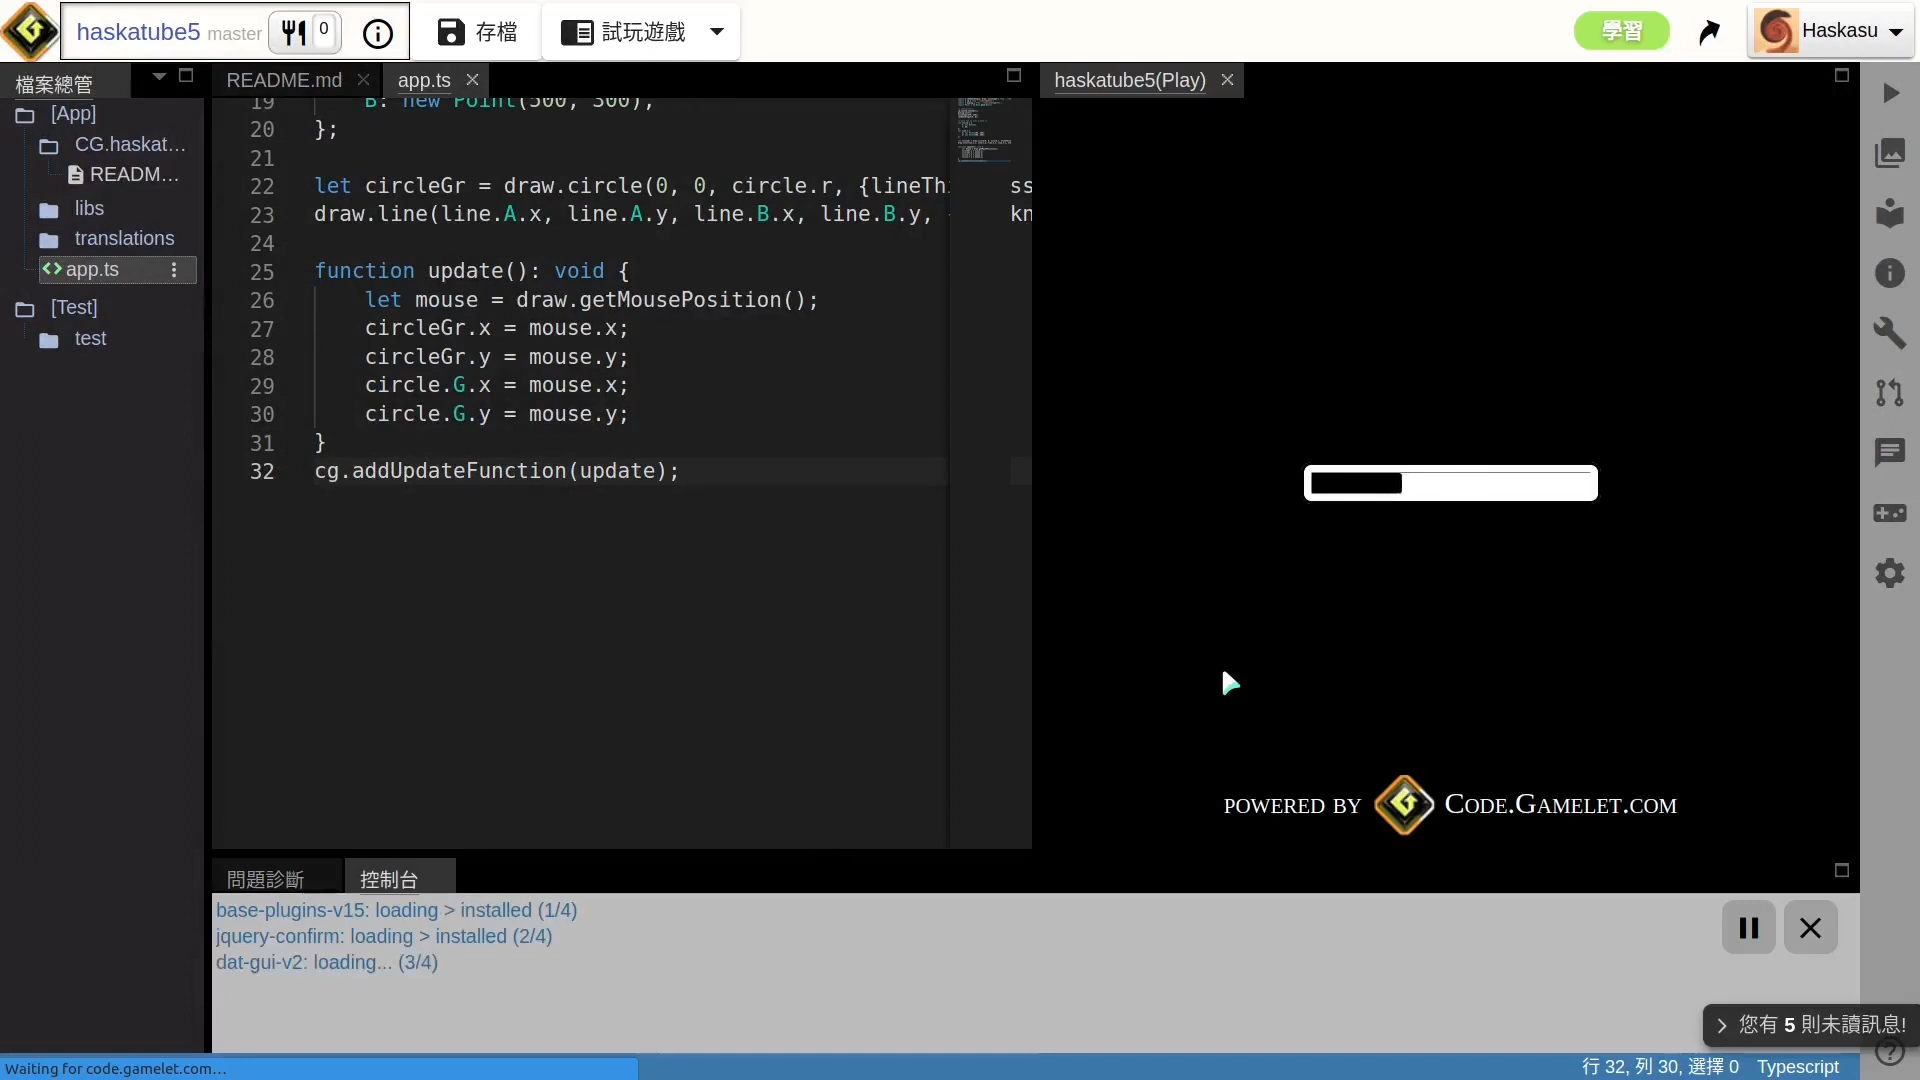 haskatube5 master 0 存檔 試玩遊戲 學習 Haskasu
檔案總管
[App]
CG.haskat...
READM...
libs
translations
app.ts
[Test]
test
README.md app.ts
19 B: new Point(500, 300),
20 };
21
22 let circleGr = draw.circle(0, 0, circle.r, {lineThi ss
23 draw.line(line.A.x, line.A.y, line.B.x, line.B.y, kn
24
25 function update(): void {
26 let mouse = draw.getMousePosition();
27 circleGr.x = mouse.x;
28 circleGr.y = mouse.y;
29 circle.G.x = mouse.x;
30 circle.G.y = mouse.y;
31 }
32 cg.addUpdateFunction(update);
haskatube5(Play)
POWERED BY CODE.GAMELET.COM
問題診斷 控制台
base-plugins-v15: loading > installed (1/4)
jquery-confirm: loading > installed (2/4)
dat-gui-v2: loading... (3/4)
您有 5 則未讀訊息!
Waiting for code.gamelet.com...
行 32, 列 30, 選擇 0 Typescript